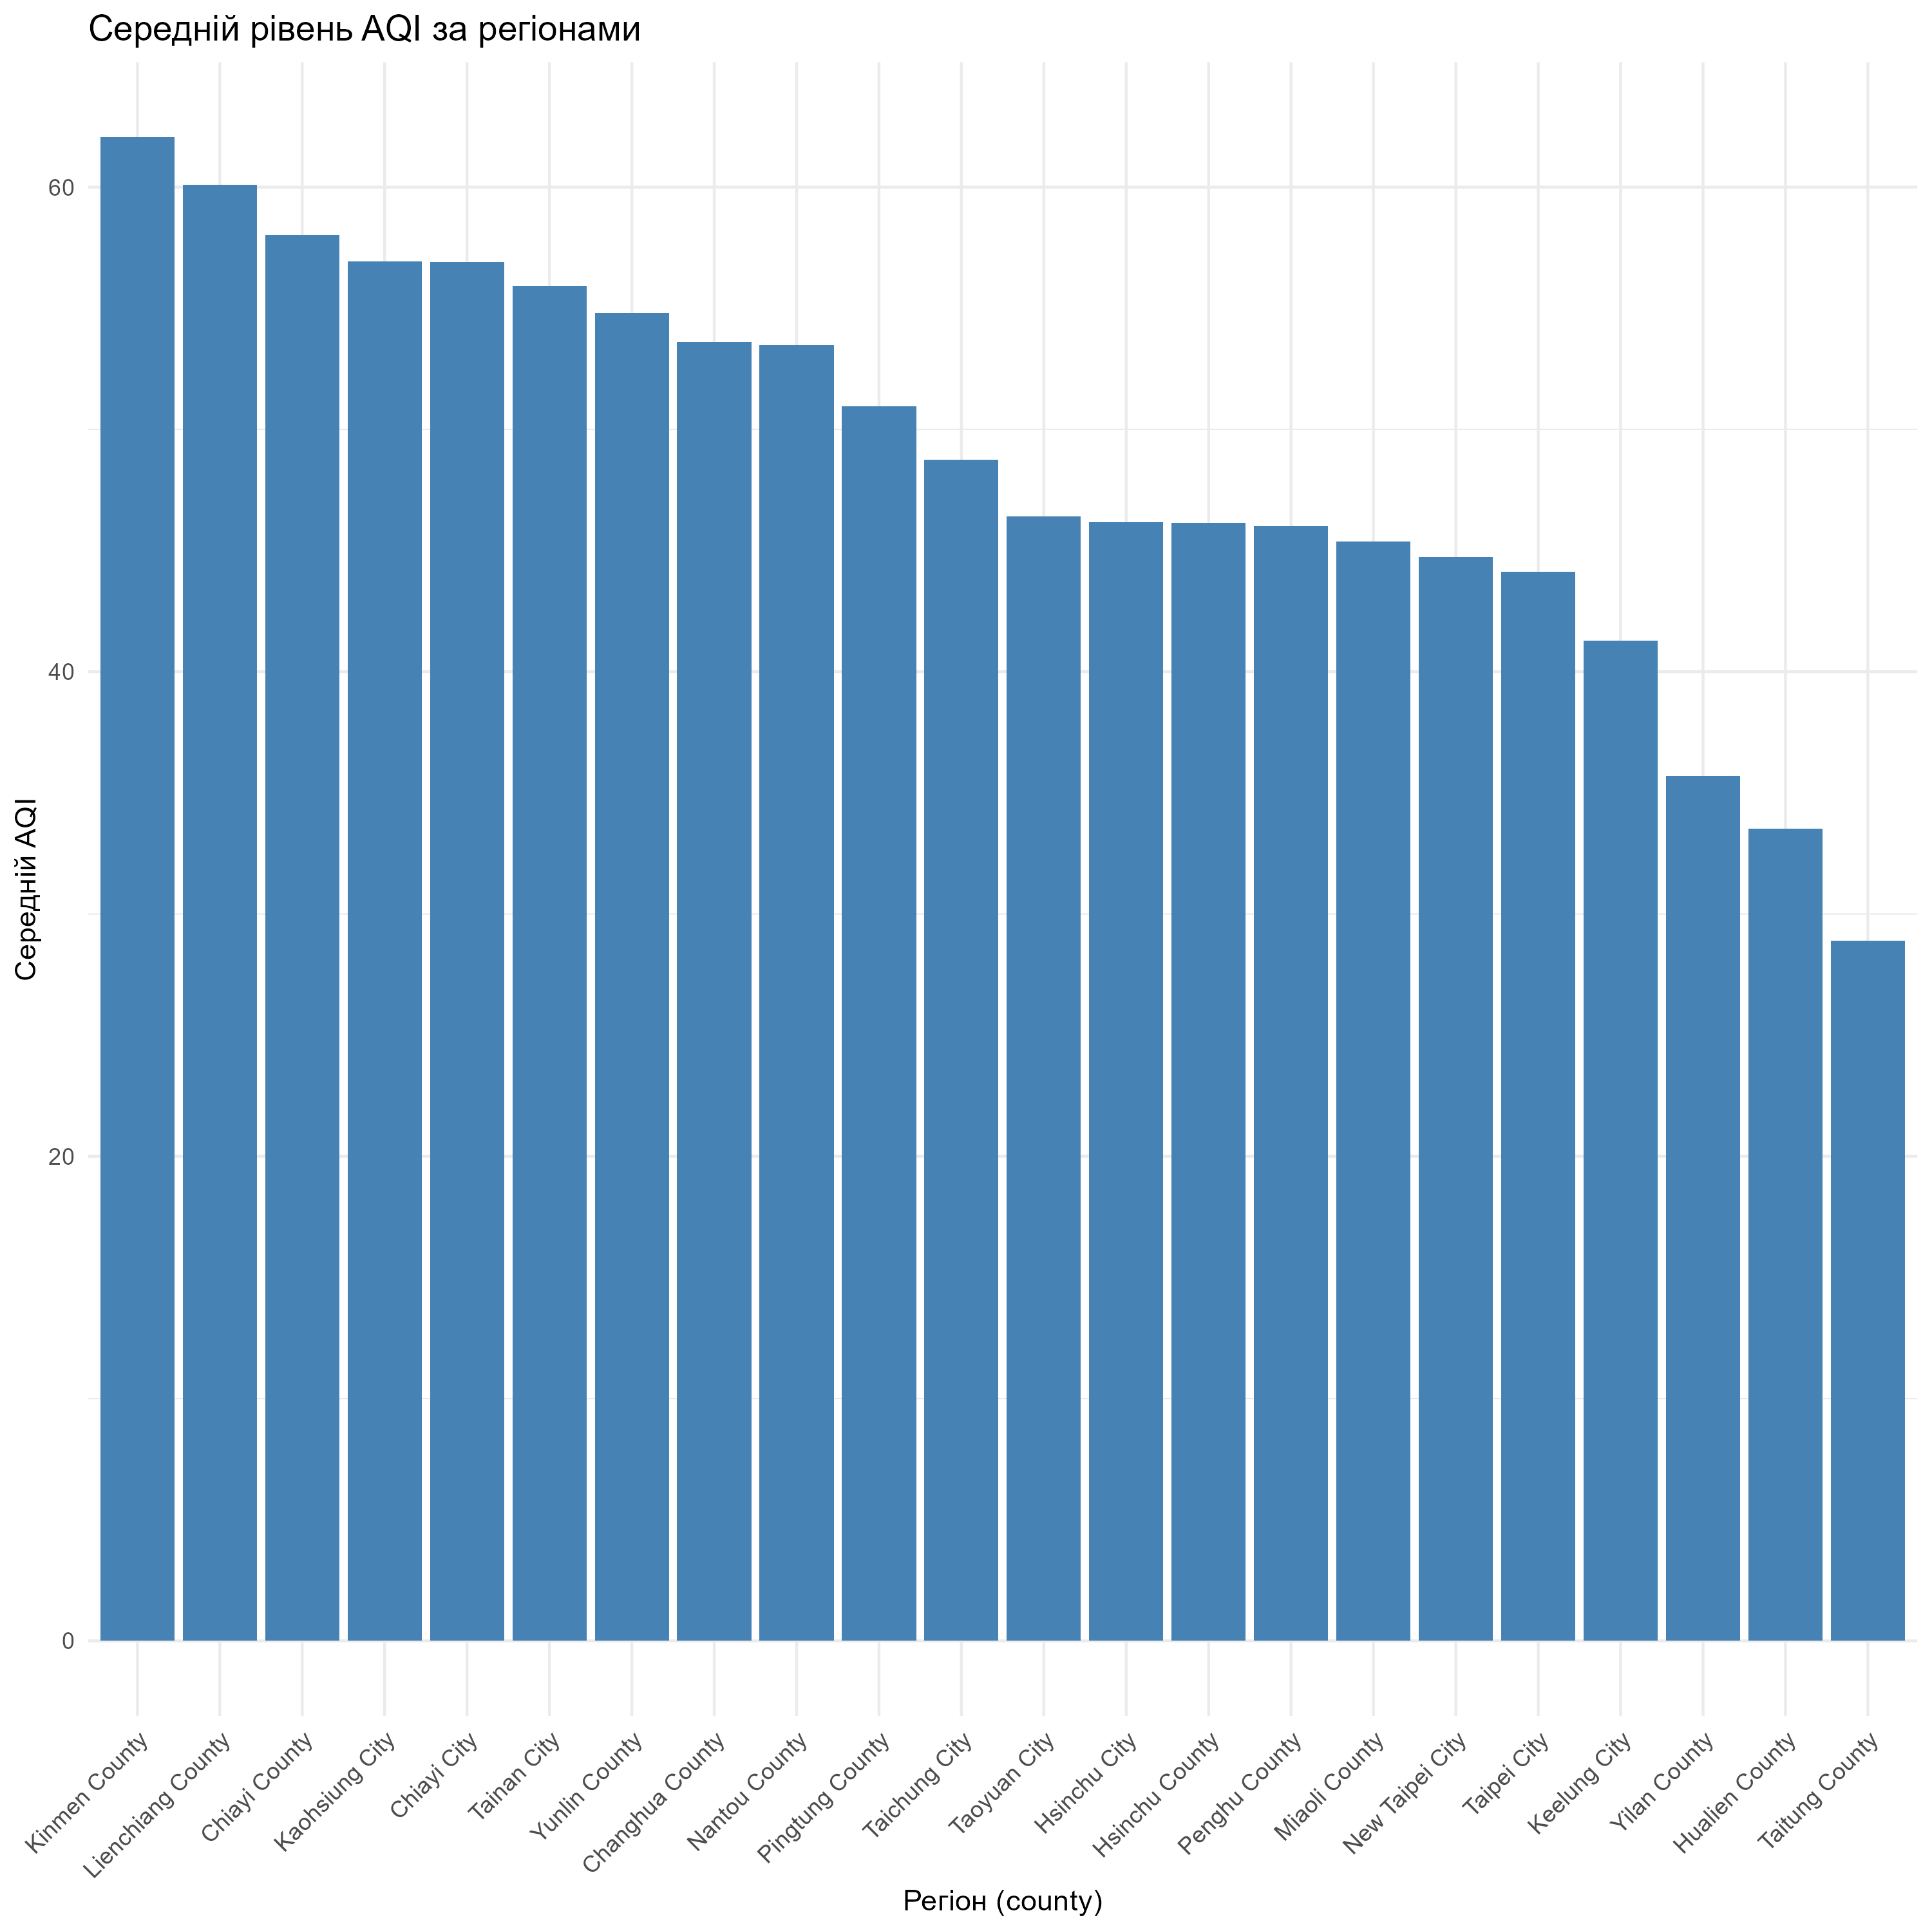 Середній рівень AQI за регіонами
Середній AQI
60
40
20
0
Kinmen County
Lienchiang County
Chiayi County
Kaohsiung City
Chiayi City
Tainan City
Yunlin County
Changhua County
Nantou County
Pingtung County
Taichung City
Taoyuan City
Hsinchu City
Hsinchu County
Penghu County
Miaoli County
New Taipei City
Taipei City
Keelung City
Yilan County
Hualien County
Taitung County
Регіон (county)